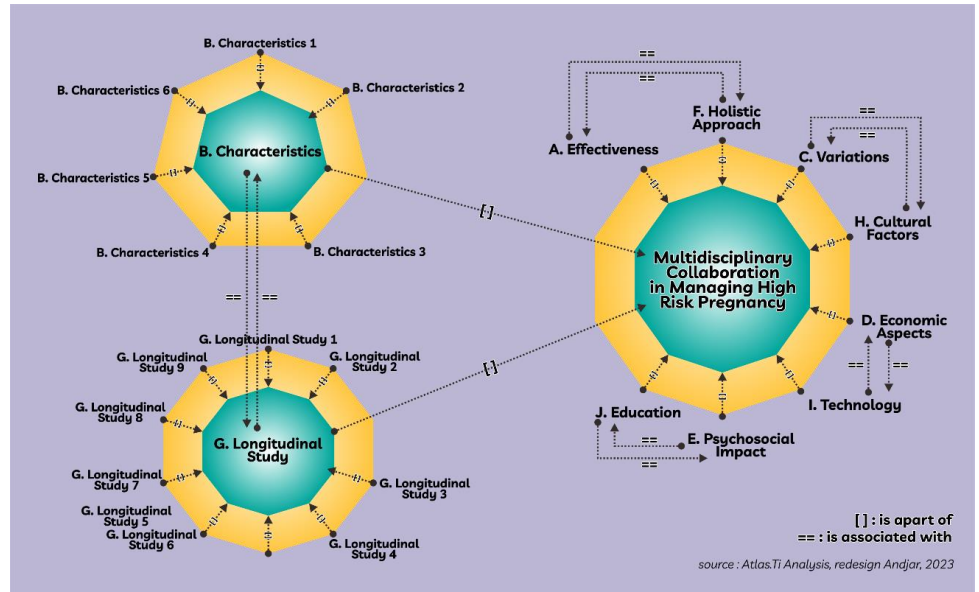 B. Characteristics 1
B. Characteristics 6
B. Characteristics 2
B. Characteristics
B. Characteristics 5
B. Characteristics 4
B. Characteristics 3
[·]
==
==
G. Longitudinal Study 1
G. Longitudinal
Study 9
G. Longitudinal
Study 2
G. Longitudinal
Study 8
G. Longitudinal
Study
G. Longitudinal
Study 7
G. Longitudinal
Study 3
G. Longitudinal
Study 5
G. Longitudinal
Study 6
G. Longitudinal
Study 4
[·]
==
==
F. Holistic
Approach
A. Effectiveness
==
==
C. Variations
H. Cultural
Factors
Multidisciplinary
Collaboration
in Managing High
Risk Pregnancy
D. Economic
Aspects
==
==
I. Technology
J. Education
==
E. Psychosocial
Impact
==
[ ] : is apart of
== : is associated with
source : Atlas.Ti Analysis, redesign Andjar, 2023